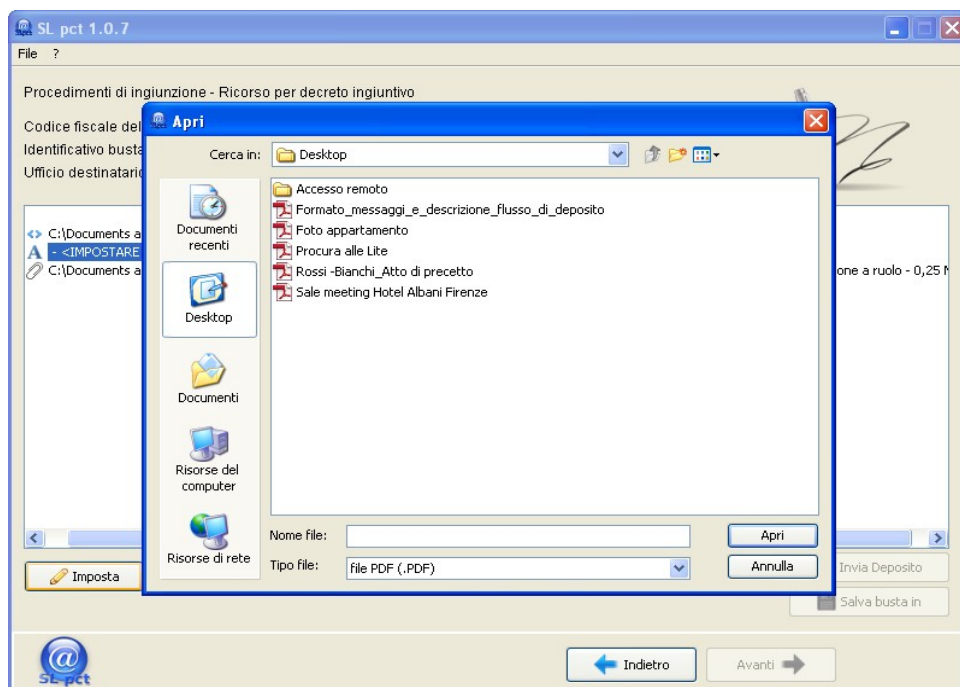 SL pct 1.0.7
File ?
Procedimenti di ingiunzione - Ricorso per decreto ingiuntivo
Codice fiscale del
Identificativo busta
Ufficio destinatario
C:\Documents a
- <IMPOSTARE
C:\Documents a
one a ruolo - 0,25 M
Apri
Cerca in:
Desktop
Documenti recenti
Desktop
Documenti
Risorse del computer
Risorse di rete
Accesso remoto
Formato_messaggi_e_descrizione_flusso_di_deposito
Foto appartamento
Procura alle Lite
Rossi -Bianchi_Atto di precetto
Sale meeting Hotel Albani Firenze
Nome file:
Apri
Tipo file:
file PDF (.PDF)
Annulla
Imposta
Invia Deposito
Salva busta in
SL pct
Indietro
Avanti